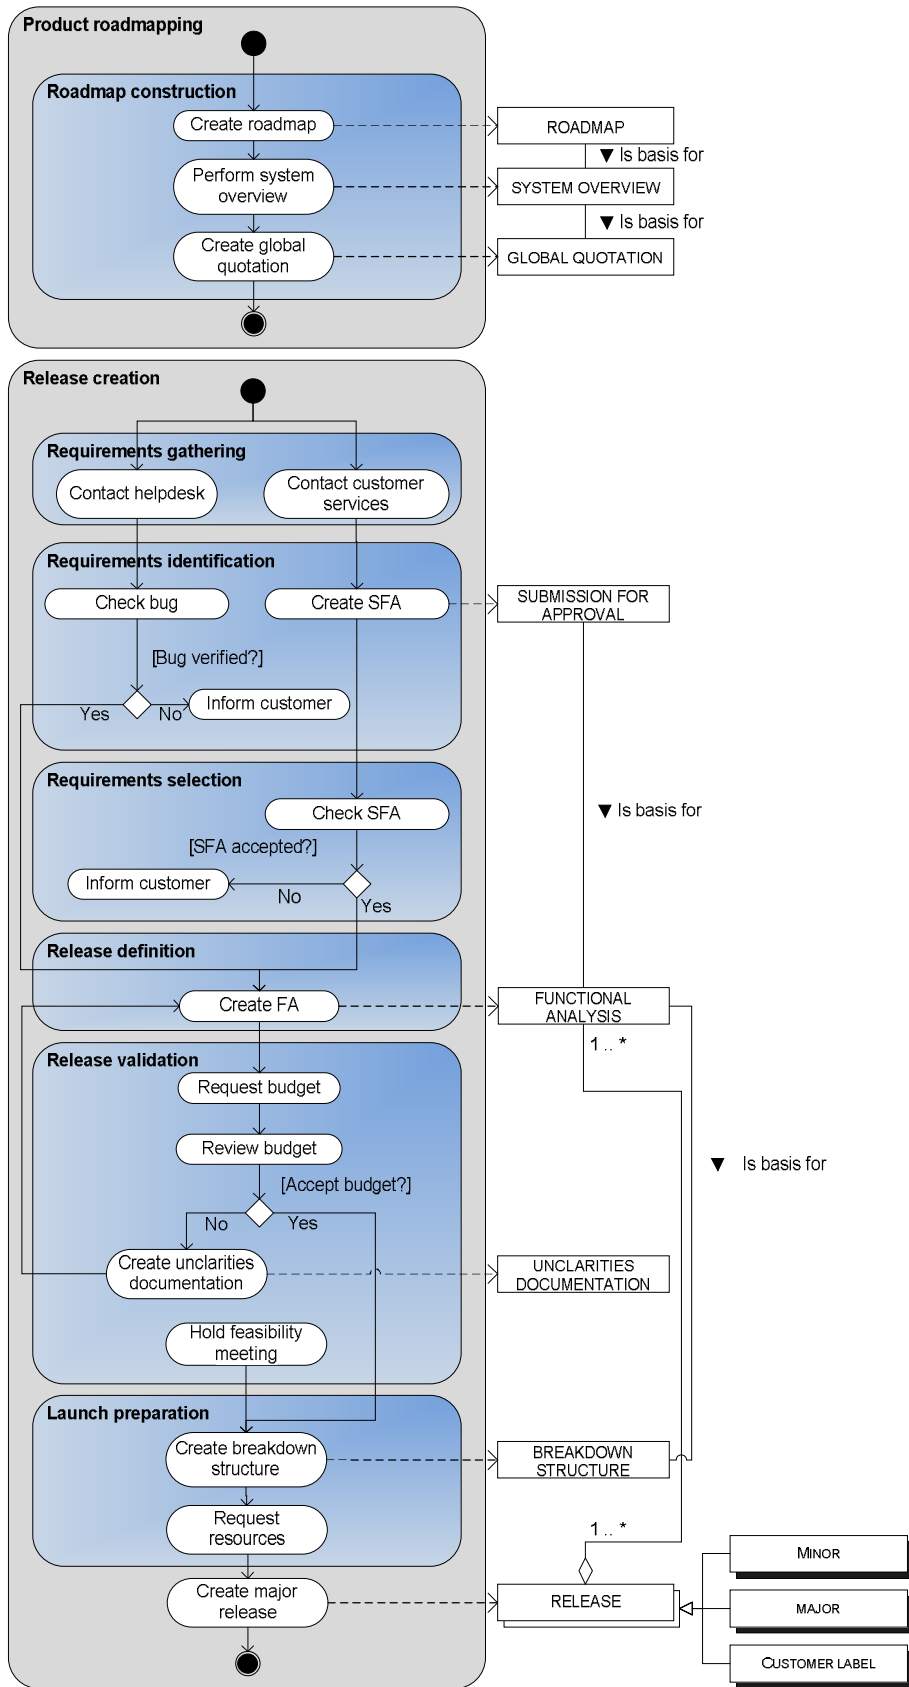 Product roadmapping
Roadmap construction
Create roadmap
ROADMAP
▼ Is basis for
Perform system
overview
SYSTEM OVERVIEW
▼ Is basis for
Create global
quotation
GLOBAL QUOTATION
Release creation
Requirements gathering
Contact helpdesk
Contact customer
services
Requirements identification
Check bug
Create SFA
SUBMISSION FOR
APPROVAL
[Bug verified?]
Yes
No
Inform customer
Requirements selection
Check SFA
▼ Is basis for
[SFA accepted?]
Inform customer
No
Yes
Release definition
Create FA
FUNCTIONAL
ANALYSIS
1 .. *
Release validation
Request budget
Review budget
▼ Is basis for
[Accept budget?]
No
Yes
Create unclarities
documentation
UNCLARITIES
DOCUMENTATION
Hold feasibility
meeting
Launch preparation
Create breakdown
structure
BREAKDOWN
STRUCTURE
Request
resources
1 .. *
Create major
release
RELEASE
MINOR
MAJOR
CUSTOMER LABEL